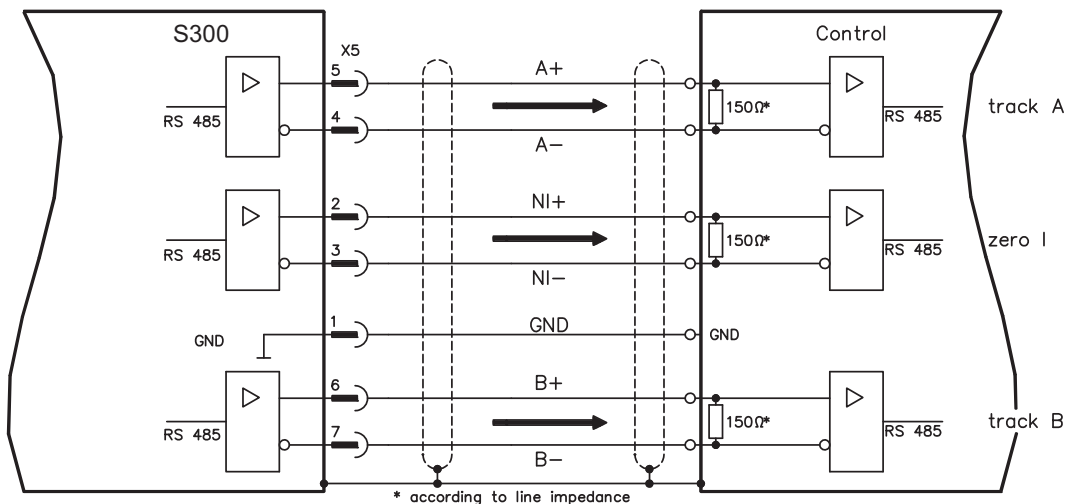 S300
Control
X5
5
A+
150Ω*
RS 485
RS 485
track A
4
A−
2
NI+
150Ω*
RS 485
RS 485
zero I
3
NI−
1
GND
GND
GND
6
B+
150Ω*
RS 485
RS 485
track B
7
B−
* according to line impedance